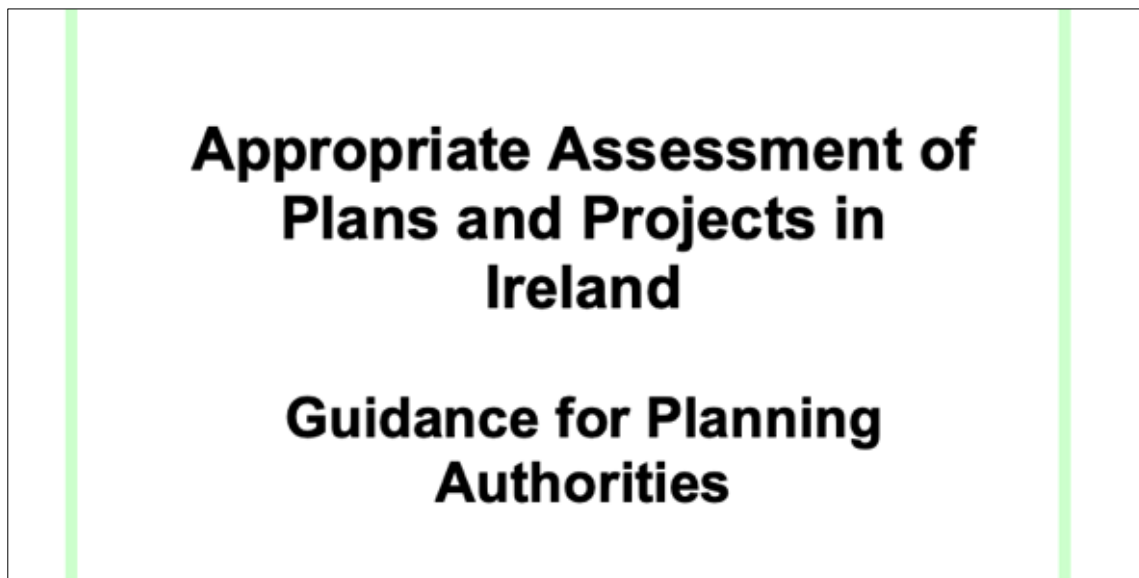 Appropriate Assessment of
Plans and Projects in
Ireland
Guidance for Planning
Authorities